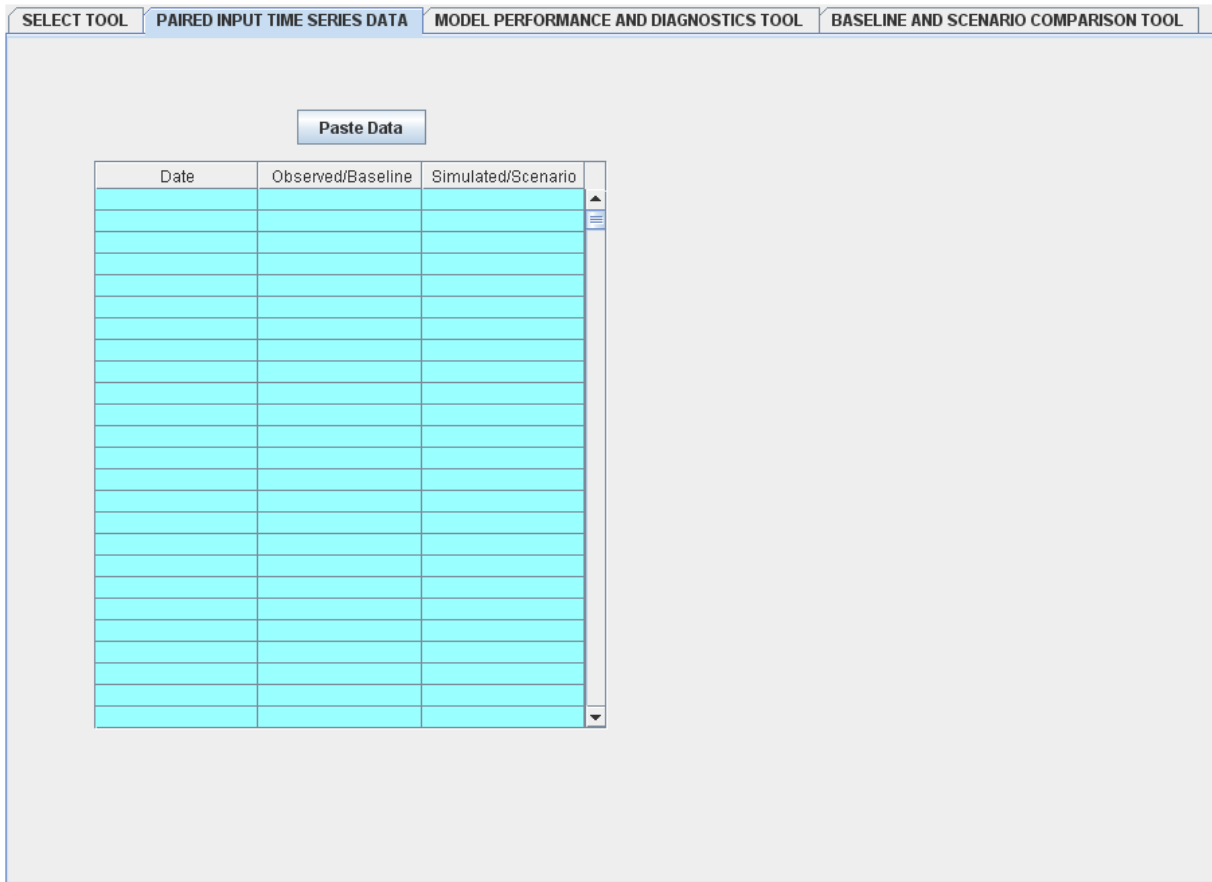 SELECT TOOL PAIRED INPUT TIME SERIES DATA MODEL PERFORMANCE AND DIAGNOSTICS TOOL BASELINE AND SCENARIO COMPARISON TOOL
Paste Data
Date Observed/Baseline Simulated/Scenario